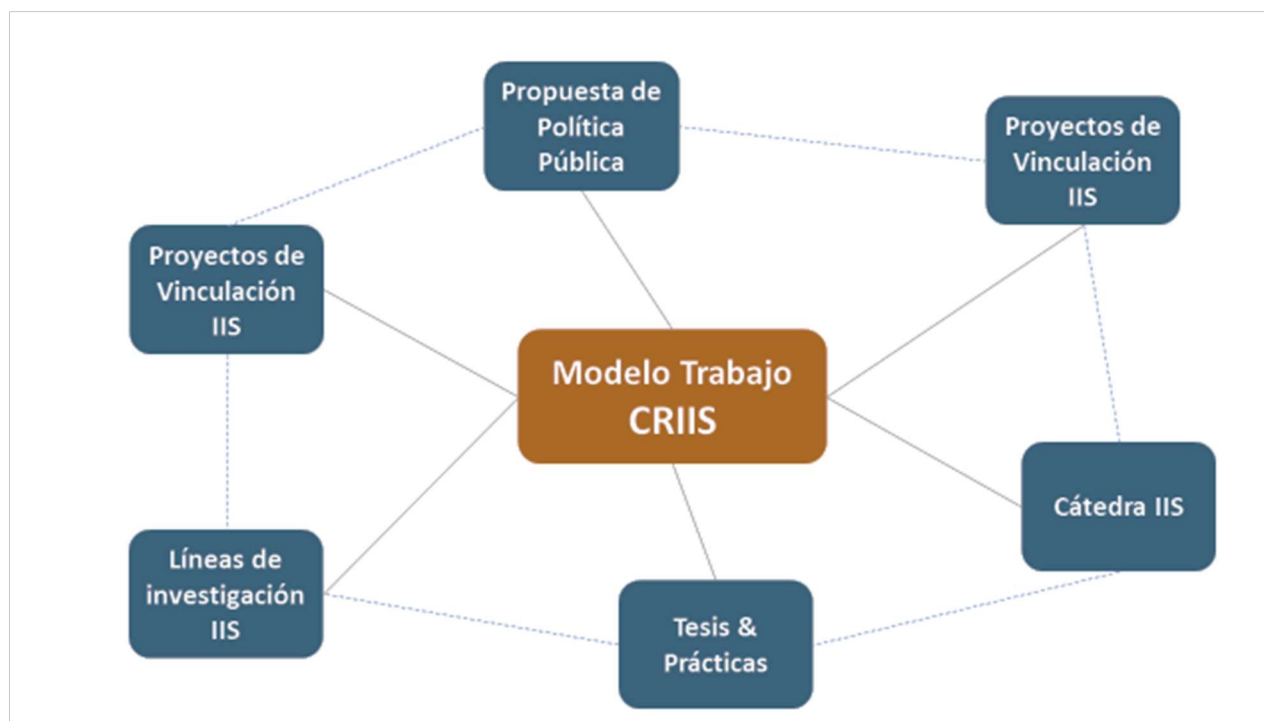 Propuesta de
Política
Pública
Proyectos de
Vinculación
IIS
Proyectos de
Vinculación
IIS
Modelo Trabajo
CRIIS
Cátedra IIS
Líneas de
investigación
IIS
Tesis &
Prácticas